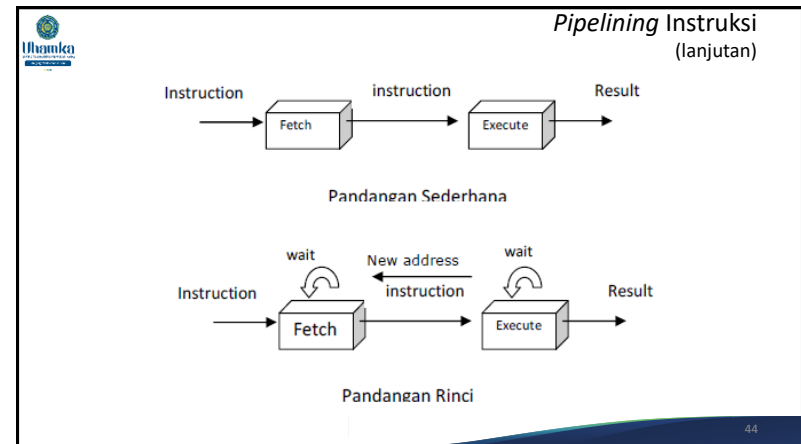 Pipelining Instruksi
(lanjutan)
Uhamka
Instruction
instruction
Result
Fetch
Execute
Pandangan Sederhana
wait
New address
wait
Instruction
instruction
Result
Fetch
Execute
Pandangan Rinci
44